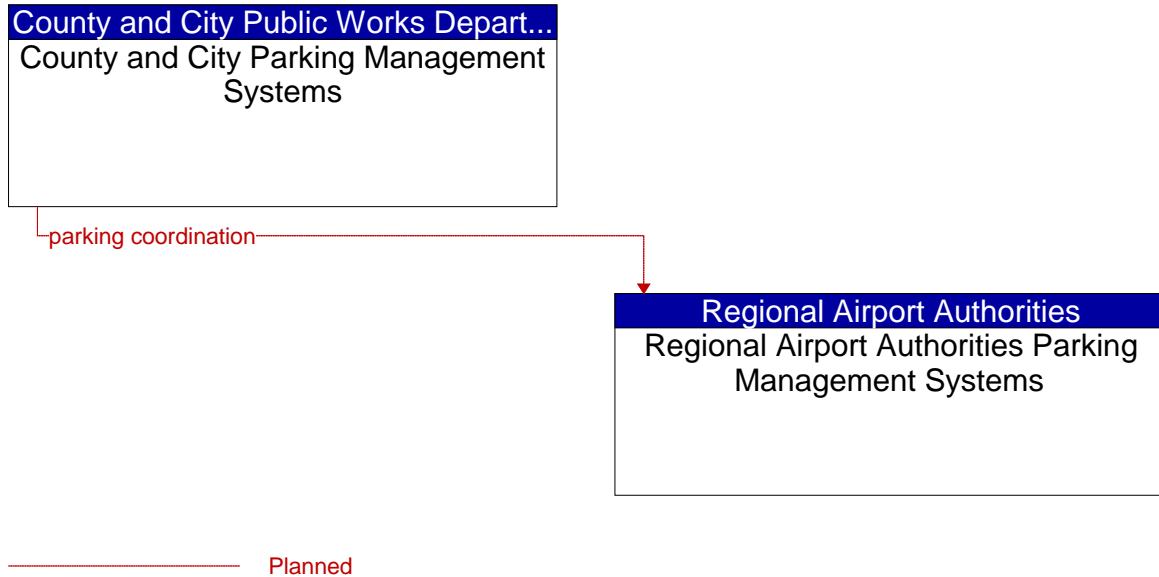 County and City Public Works Depart...
County and City Parking Management
Systems
parking coordination
Regional Airport Authorities
Regional Airport Authorities Parking
Management Systems
Planned